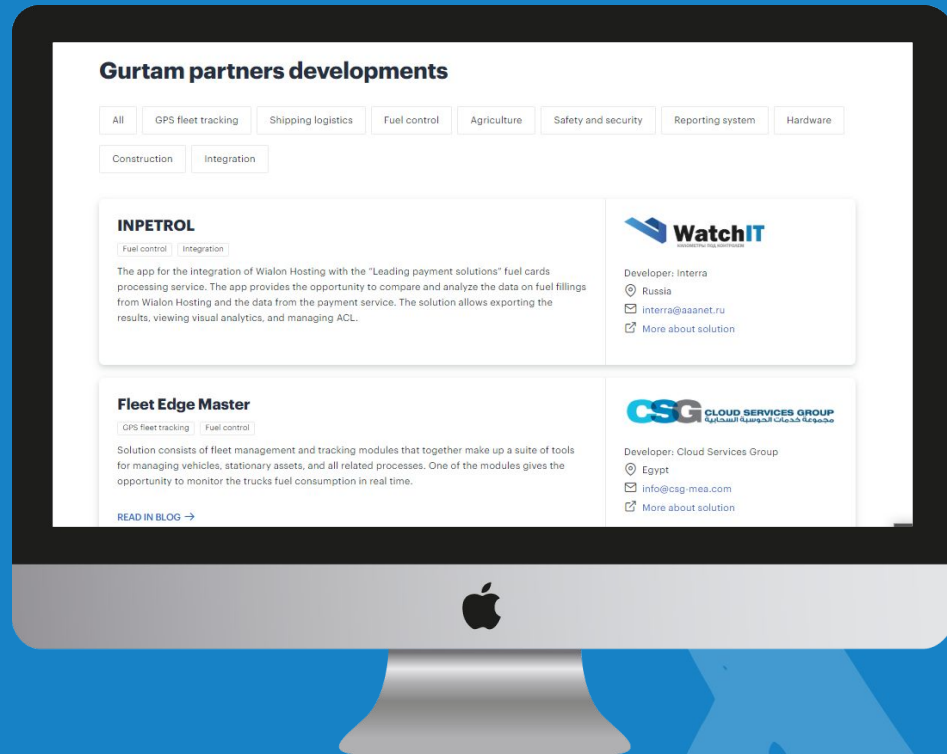 Gurtam partners developments
All GPS fleet tracking Shipping logistics Fuel control Agriculture Safety and security Reporting system Hardware
Construction Integration
INPETROL
Fuel control Integration
The app for the integration of Wialon Hosting with the "Leading payment solutions" fuel cards
processing service. The app provides the opportunity to compare and analyze the data on fuel fillings
from Wialon Hosting and the data from the payment service. The solution allows exporting the
results, viewing visual analytics, and managing ACL.
WatchIT
Developer: Interra
Russia
interra@aaanet.ru
More about solution
Fleet Edge Master
GPS fleet tracking Fuel control
Solution consists of fleet management and tracking modules that together make up a suite of tools
for managing vehicles, stationary assets, and all related processes. One of the modules gives the
opportunity to monitor the trucks fuel consumption in real time.
READ IN BLOG →
CSG CLOUD SERVICES GROUP
مجموعة خدمات الحوسبة السحابية
Developer: Cloud Services Group
Egypt
info@csg-mea.com
More about solution